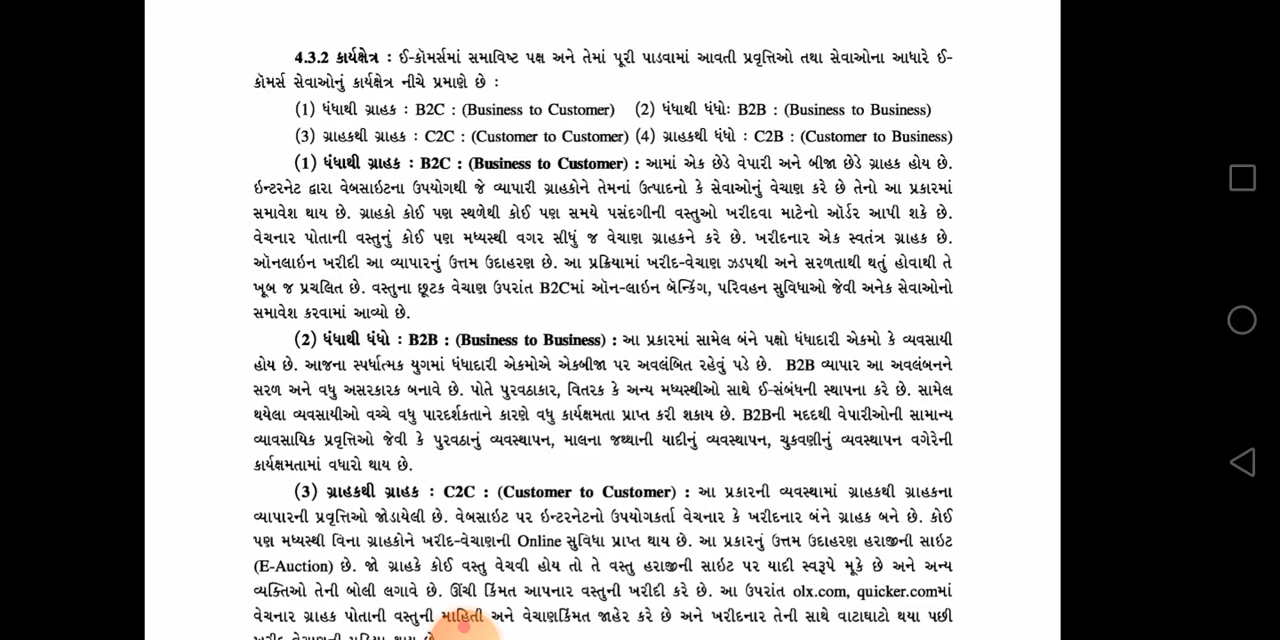 4.3.2 કાર્યક્ષેત્ર : ઈ-કૉમર્સમાં સમાવિષ્ટ પક્ષ અને તેમાં પૂરી પાડવામાં આવતી પ્રવૃત્તિઓ તથા સેવાઓના આધારે ઈ-
કૉમર્સ સેવાઓનું કાર્યક્ષેત્ર નીચે પ્રમાણે છે :
(1) ધંધાથી ગ્રાહક : B2C : (Business to Customer) (2) ધંધાથી ધંધોઃ B2B : (Business to Business)
(3) ગ્રાહકથી ગ્રાહક : C2C : (Customer to Customer) (4) ગ્રાહકથી ધંધો : C2B : (Customer to Business)
(1) ધંધાથી ગ્રાહક : B2C : (Business to Customer) : આમાં એક છેડે વેપારી અને બીજા છેડે ગ્રાહક હોય છે.
ઇન્ટરનેટ દ્વારા વેબસાઇટના ઉપયોગથી જે વ્યાપારી ગ્રાહકોને તેમનાં ઉત્પાદનો કે સેવાઓનું વેચાણ કરે છે તેનો આ પ્રકારમાં
સમાવેશ થાય છે. ગ્રાહકો કોઈ પણ સ્થળેથી કોઈ પણ સમયે પસંદગીની વસ્તુઓ ખરીદવા માટેનો ઑર્ડર આપી શકે છે.
વેચનાર પોતાની વસ્તુનું કોઈ પણ મધ્યસ્થી વગર સીધું જ વેચાણ ગ્રાહકને કરે છે. ખરીદનાર એક સ્વતંત્ર ગ્રાહક છે.
ઑનલાઇન ખરીદી આ વ્યાપારનું ઉત્તમ ઉદાહરણ છે. આ પ્રક્રિયામાં ખરીદ-વેચાણ ઝડપથી અને સરળતાથી થતું હોવાથી તે
ખૂબ જ પ્રચલિત છે. વસ્તુના છૂટક વેચાણ ઉપરાંત B2Cમાં ઑન-લાઇન બૅન્કિંગ, પરિવહન સુવિધાઓ જેવી અનેક સેવાઓનો
સમાવેશ કરવામાં આવ્યો છે.
(2) ધંધાથી ધંધો : B2B : (Business to Business) : આ પ્રકારમાં સામેલ બંને પક્ષો ધંધાદારી એકમો કે વ્યવસાયી
હોય છે. આજના સ્પર્ધાત્મક યુગમાં ધંધાદારી એકમોએ એકબીજા પર અવલંબિત રહેવું પડે છે. B2B વ્યાપાર આ અવલંબનને
સરળ અને વધુ અસરકારક બનાવે છે. પોતે પુરવઠાકાર, વિતરક કે અન્ય મધ્યસ્થીઓ સાથે ઈ-સંબંધની સ્થાપના કરે છે. સામેલ
થયેલા વ્યવસાયીઓ વચ્ચે વધુ પારદર્શકતાને કારણે વધુ કાર્યક્ષમતા પ્રાપ્ત કરી શકાય છે. B2Bની મદદથી વેપારીઓની સામાન્ય
વ્યાવસાયિક પ્રવૃત્તિઓ જેવી કે પુરવઠાનું વ્યવસ્થાપન, માલના જથ્થાની યાદીનું વ્યવસ્થાપન, ચુકવણીનું વ્યવસ્થાપન વગેરેની
કાર્યક્ષમતામાં વધારો થાય છે.
(3) ગ્રાહકથી ગ્રાહક : C2C : (Customer to Customer) : આ પ્રકારની વ્યવસ્થામાં ગ્રાહકથી ગ્રાહકના
વ્યાપારની પ્રવૃત્તિઓ જોડાયેલી છે. વેબસાઇટ પર ઇન્ટરનેટનો ઉપયોગકર્તા વેચનાર કે ખરીદનાર બંને ગ્રાહક બને છે. કોઈ
પણ મધ્યસ્થી વિના ગ્રાહકોને ખરીદ-વેચાણની Online સુવિધા પ્રાપ્ત થાય છે. આ પ્રકારનું ઉત્તમ ઉદાહરણ હરાજીની સાઇટ
(E-Auction) છે. જો ગ્રાહકે કોઈ વસ્તુ વેચવી હોય તો તે વસ્તુ હરાજીની સાઇટ પર યાદી સ્વરૂપે મૂકે છે અને અન્ય
વ્યક્તિઓ તેની બોલી લગાવે છે. ઊંચી કિંમત આપનાર વસ્તુની ખરીદી કરે છે. આ ઉપરાંત olx.com, quicker.comમાં
વેચનાર ગ્રાહક પોતાની વસ્તુની માહિતી અને વેચાણકિંમત જાહેર કરે છે અને ખરીદનાર તેની સાથે વાટાઘાટો થયા પછી